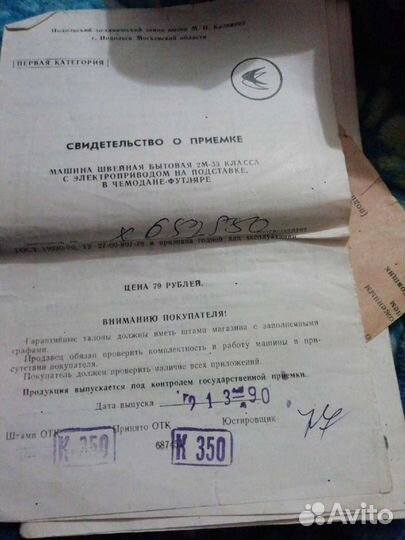 Подольский механический завод имени М. И. Калинина
г. Подольск Московской области
ПЕРВАЯ КАТЕГОРИЯ
СВИДЕТЕЛЬСТВО О ПРИЕМКЕ
МАШИНА ШВЕЙНАЯ БЫТОВАЯ 2М-33 КЛАССА
С ЭЛЕКТРОПРИВОДОМ НА ПОДСТАВКЕ,
В ЧЕМОДАНЕ-ФУТЛЯРЕ
и признана годной для эксплуатации
ЦЕНА 79 РУБЛЕЙ.
ВНИМАНИЮ ПОКУПАТЕЛЯ!
Гарантийные талоны должны иметь штамп магазина с заполненными
графами.
Продавец обязан проверить комплектность и работу машины в при-
сутствии покупателя.
Покупатель должен проверить наличие всех приложений.
Продукция выпускается под контролем государственной приемки.
Дата выпуска
Штамп ОТК Принято ОТК Юстировщик
К 350 К 350
Avito